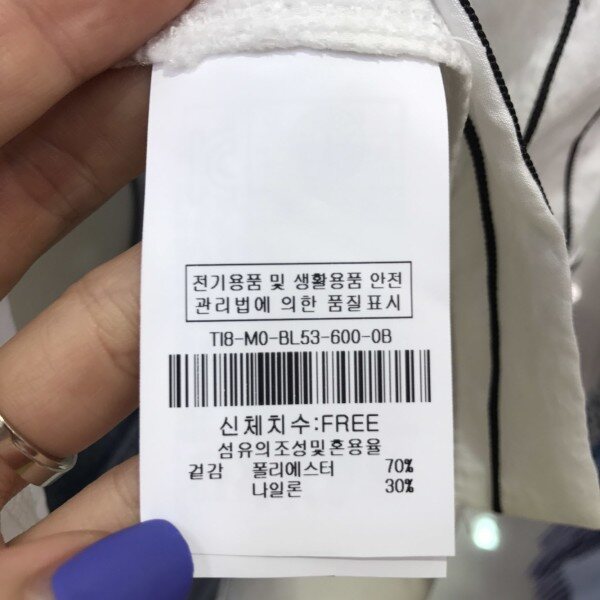 전기용품 및 생활용품 안전
관리법에 의한 품질표시
TI8-MO-BL53-600-0B
신체치수:FREE
섬유의조성및혼용율
겉감 폴리에스터 70%
나일론 30%